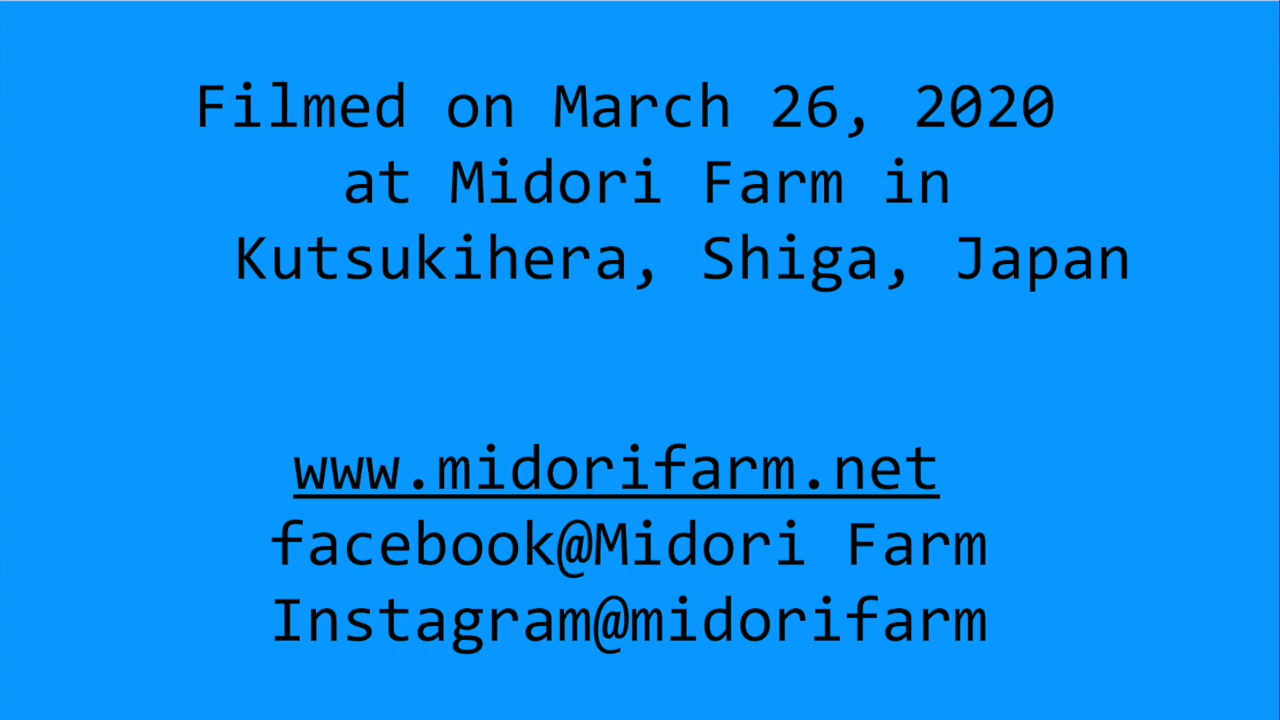 Filmed on March 26, 2020
at Midori Farm in
Kutsukihera, Shiga, Japan
www.midorifarm.net
facebook@Midori Farm
Instagram@midorifarm